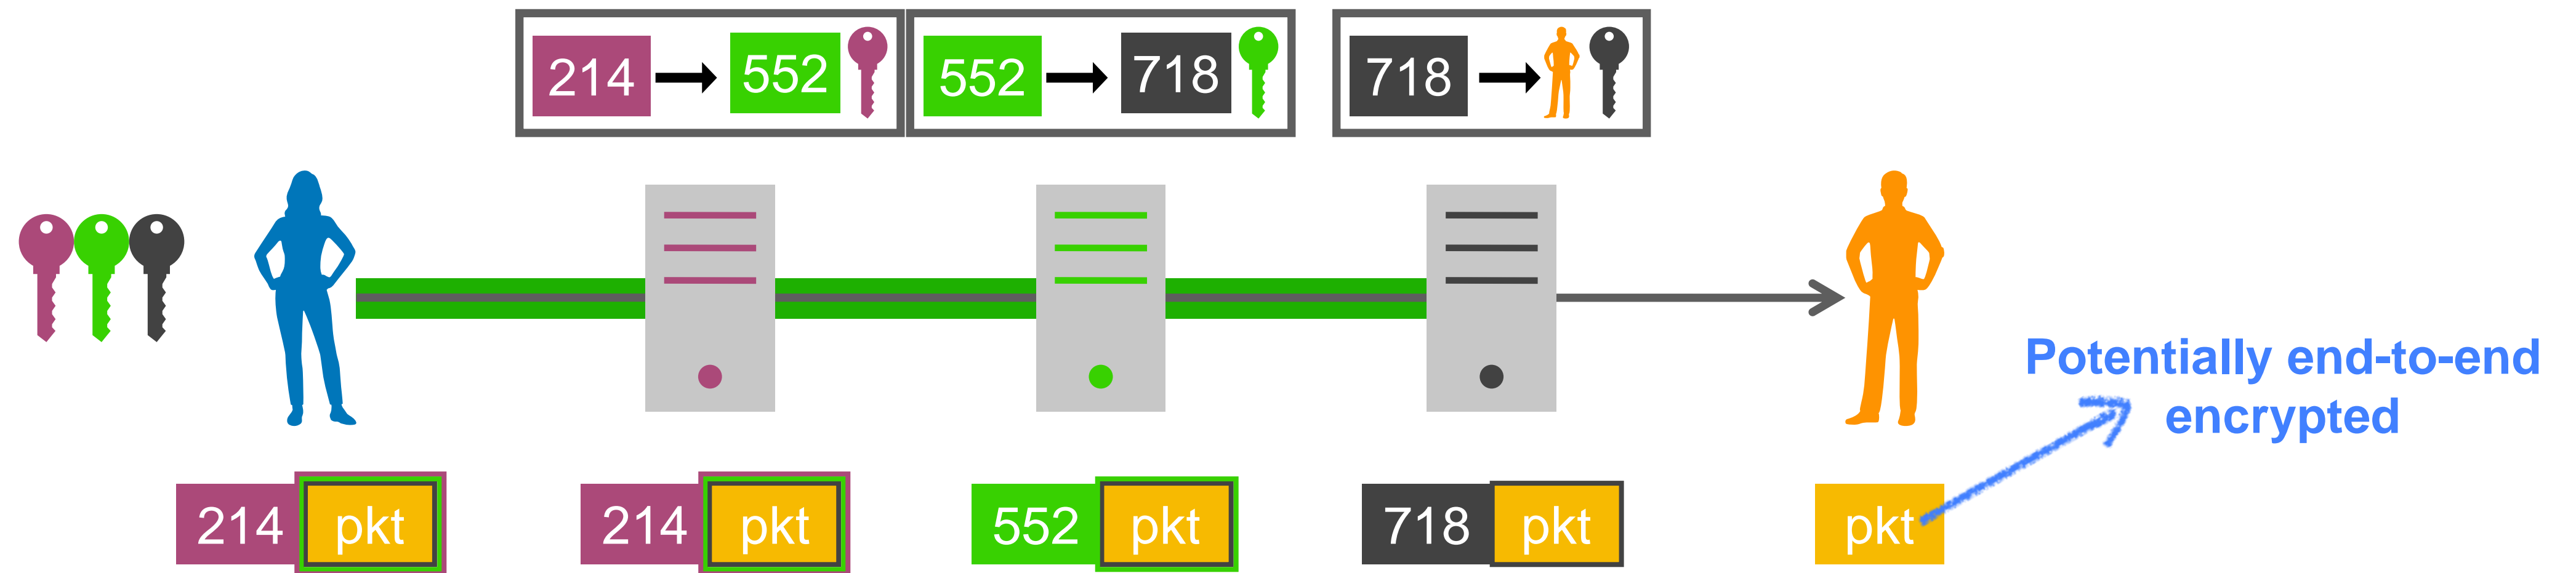 214 552
552 718
718
Potentially end-to-end
encrypted
214 pkt
214 pkt
552 pkt
718 pkt
pkt